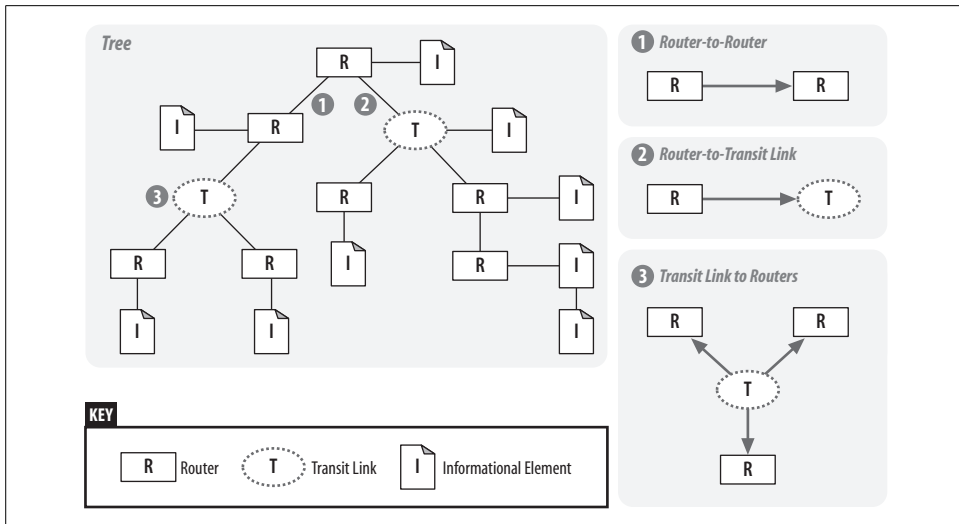 Tree
R
I
1
2
I
R
T
I
3
T
R
R
I
R
R
I
R
I
I
I
I
1 Router-to-Router
R
R
2 Router-to-Transit Link
R
T
3 Transit Link to Routers
R
R
T
R
KEY
R Router
T Transit Link
I Informational Element